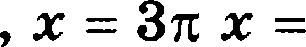 , x = 3π x =